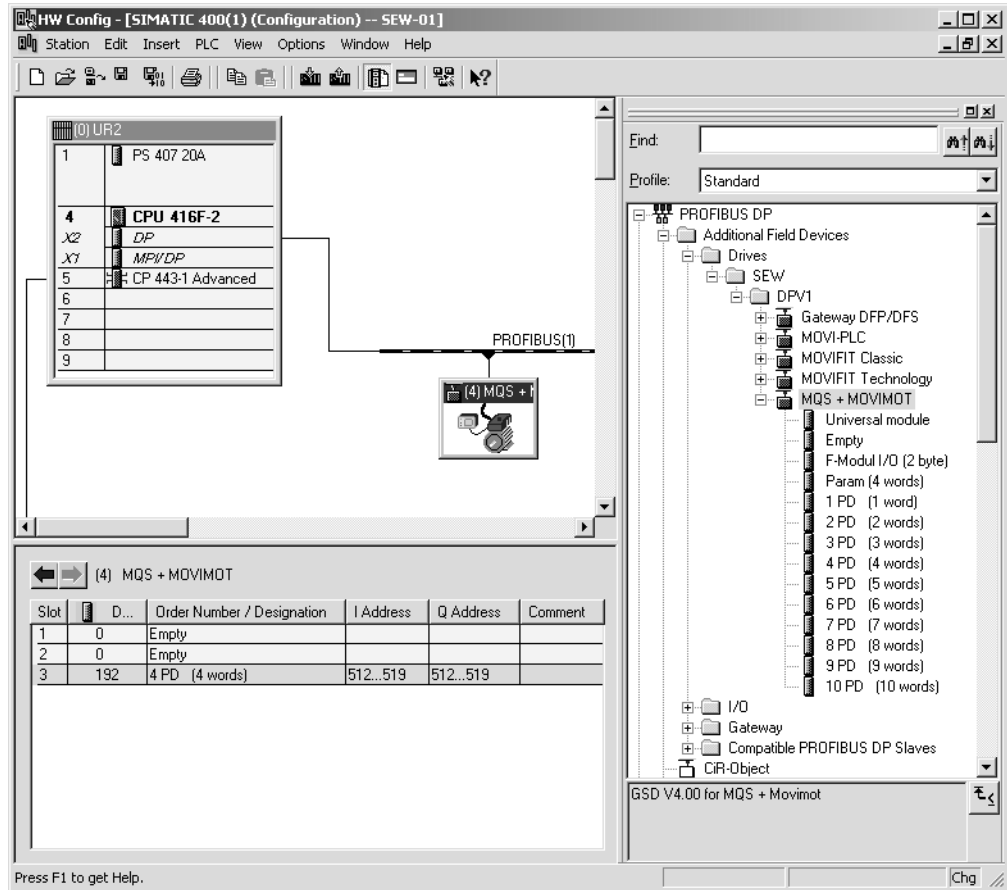 HW Config - [SIMATIC 400(1) (Configuration) -- SEW-01]
Station Edit Insert PLC View Options Window Help
(0) UR2
1 PS 407 20A
4 CPU 416F-2
X2 DP
X1 MPI/DP
5 CP 443-1 Advanced
6
7
8
9
PROFIBUS(1)
(4) MQS + M
(4) MQS + MOVIMOT
Slot D... Order Number / Designation I Address Q Address Comment
1 0 Empty
2 0 Empty
3 192 4 PD (4 words) 512...519 512...519
Find:
Profile: Standard
PROFIBUS DP
Additional Field Devices
Drives
SEW
DPV1
Gateway DFP/DFS
MOVI-PLC
MOVIFIT Classic
MOVIFIT Technology
MQS + MOVIMOT
Universal module
Empty
F-Modul I/O (2 byte)
Param (4 words)
1 PD (1 word)
2 PD (2 words)
3 PD (3 words)
4 PD (4 words)
5 PD (5 words)
6 PD (6 words)
7 PD (7 words)
8 PD (8 words)
9 PD (9 words)
10 PD (10 words)
I/O
Gateway
Compatible PROFIBUS DP Slaves
CiR-Object
GSD V4.00 for MQS + Movimot
Press F1 to get Help.
Chg